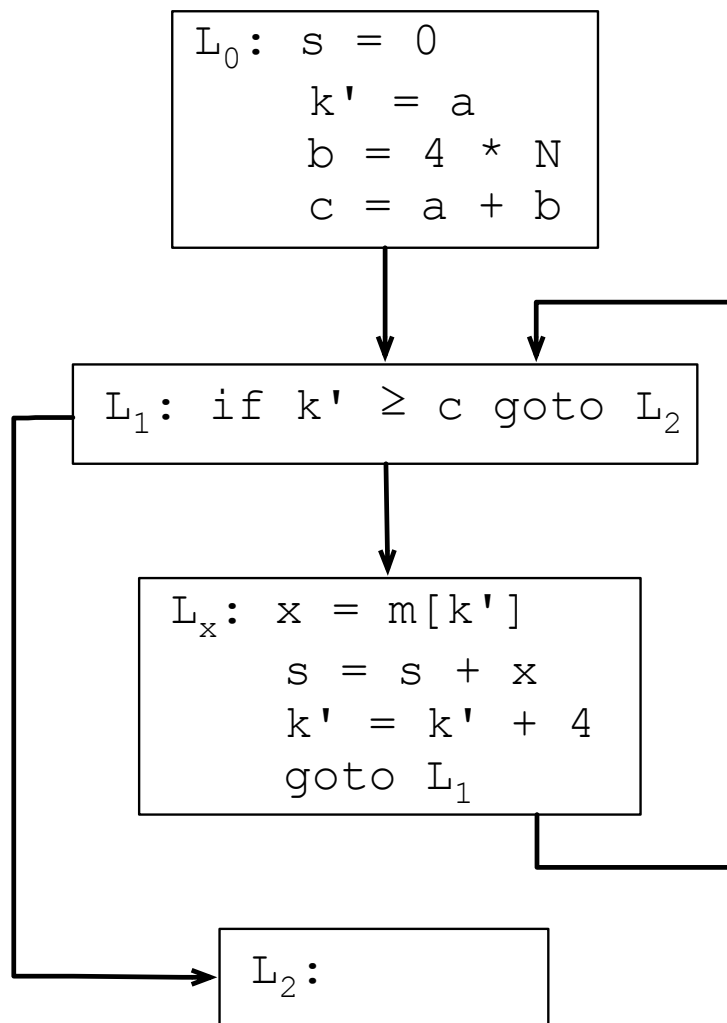 L₀: s = 0
k' = a
b = 4 * N
c = a + b
L₁: if k' ≥ c goto L₂
Lₓ: x = m[k']
s = s + x
k' = k' + 4
goto L₁
L₂: